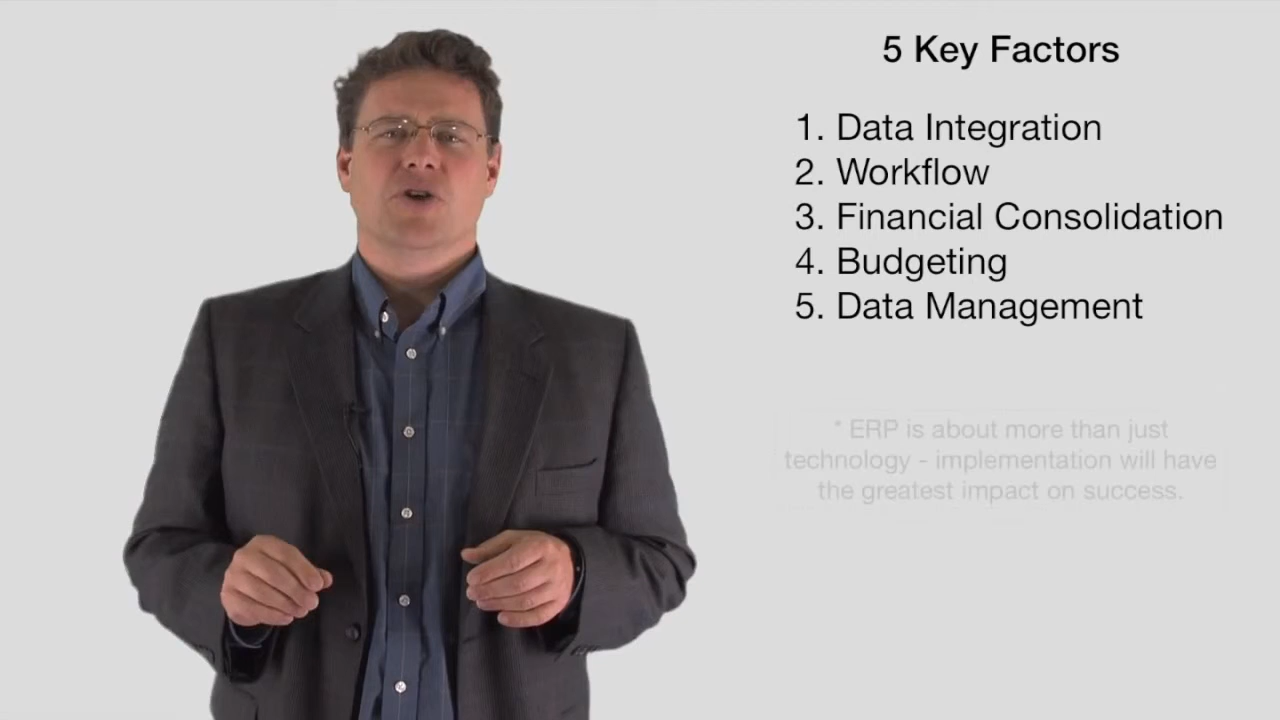 5 Key Factors
1. Data Integration
2. Workflow
3. Financial Consolidation
4. Budgeting
5. Data Management
* ERP is about more than just
technology - implementation will have
the greatest impact on success.